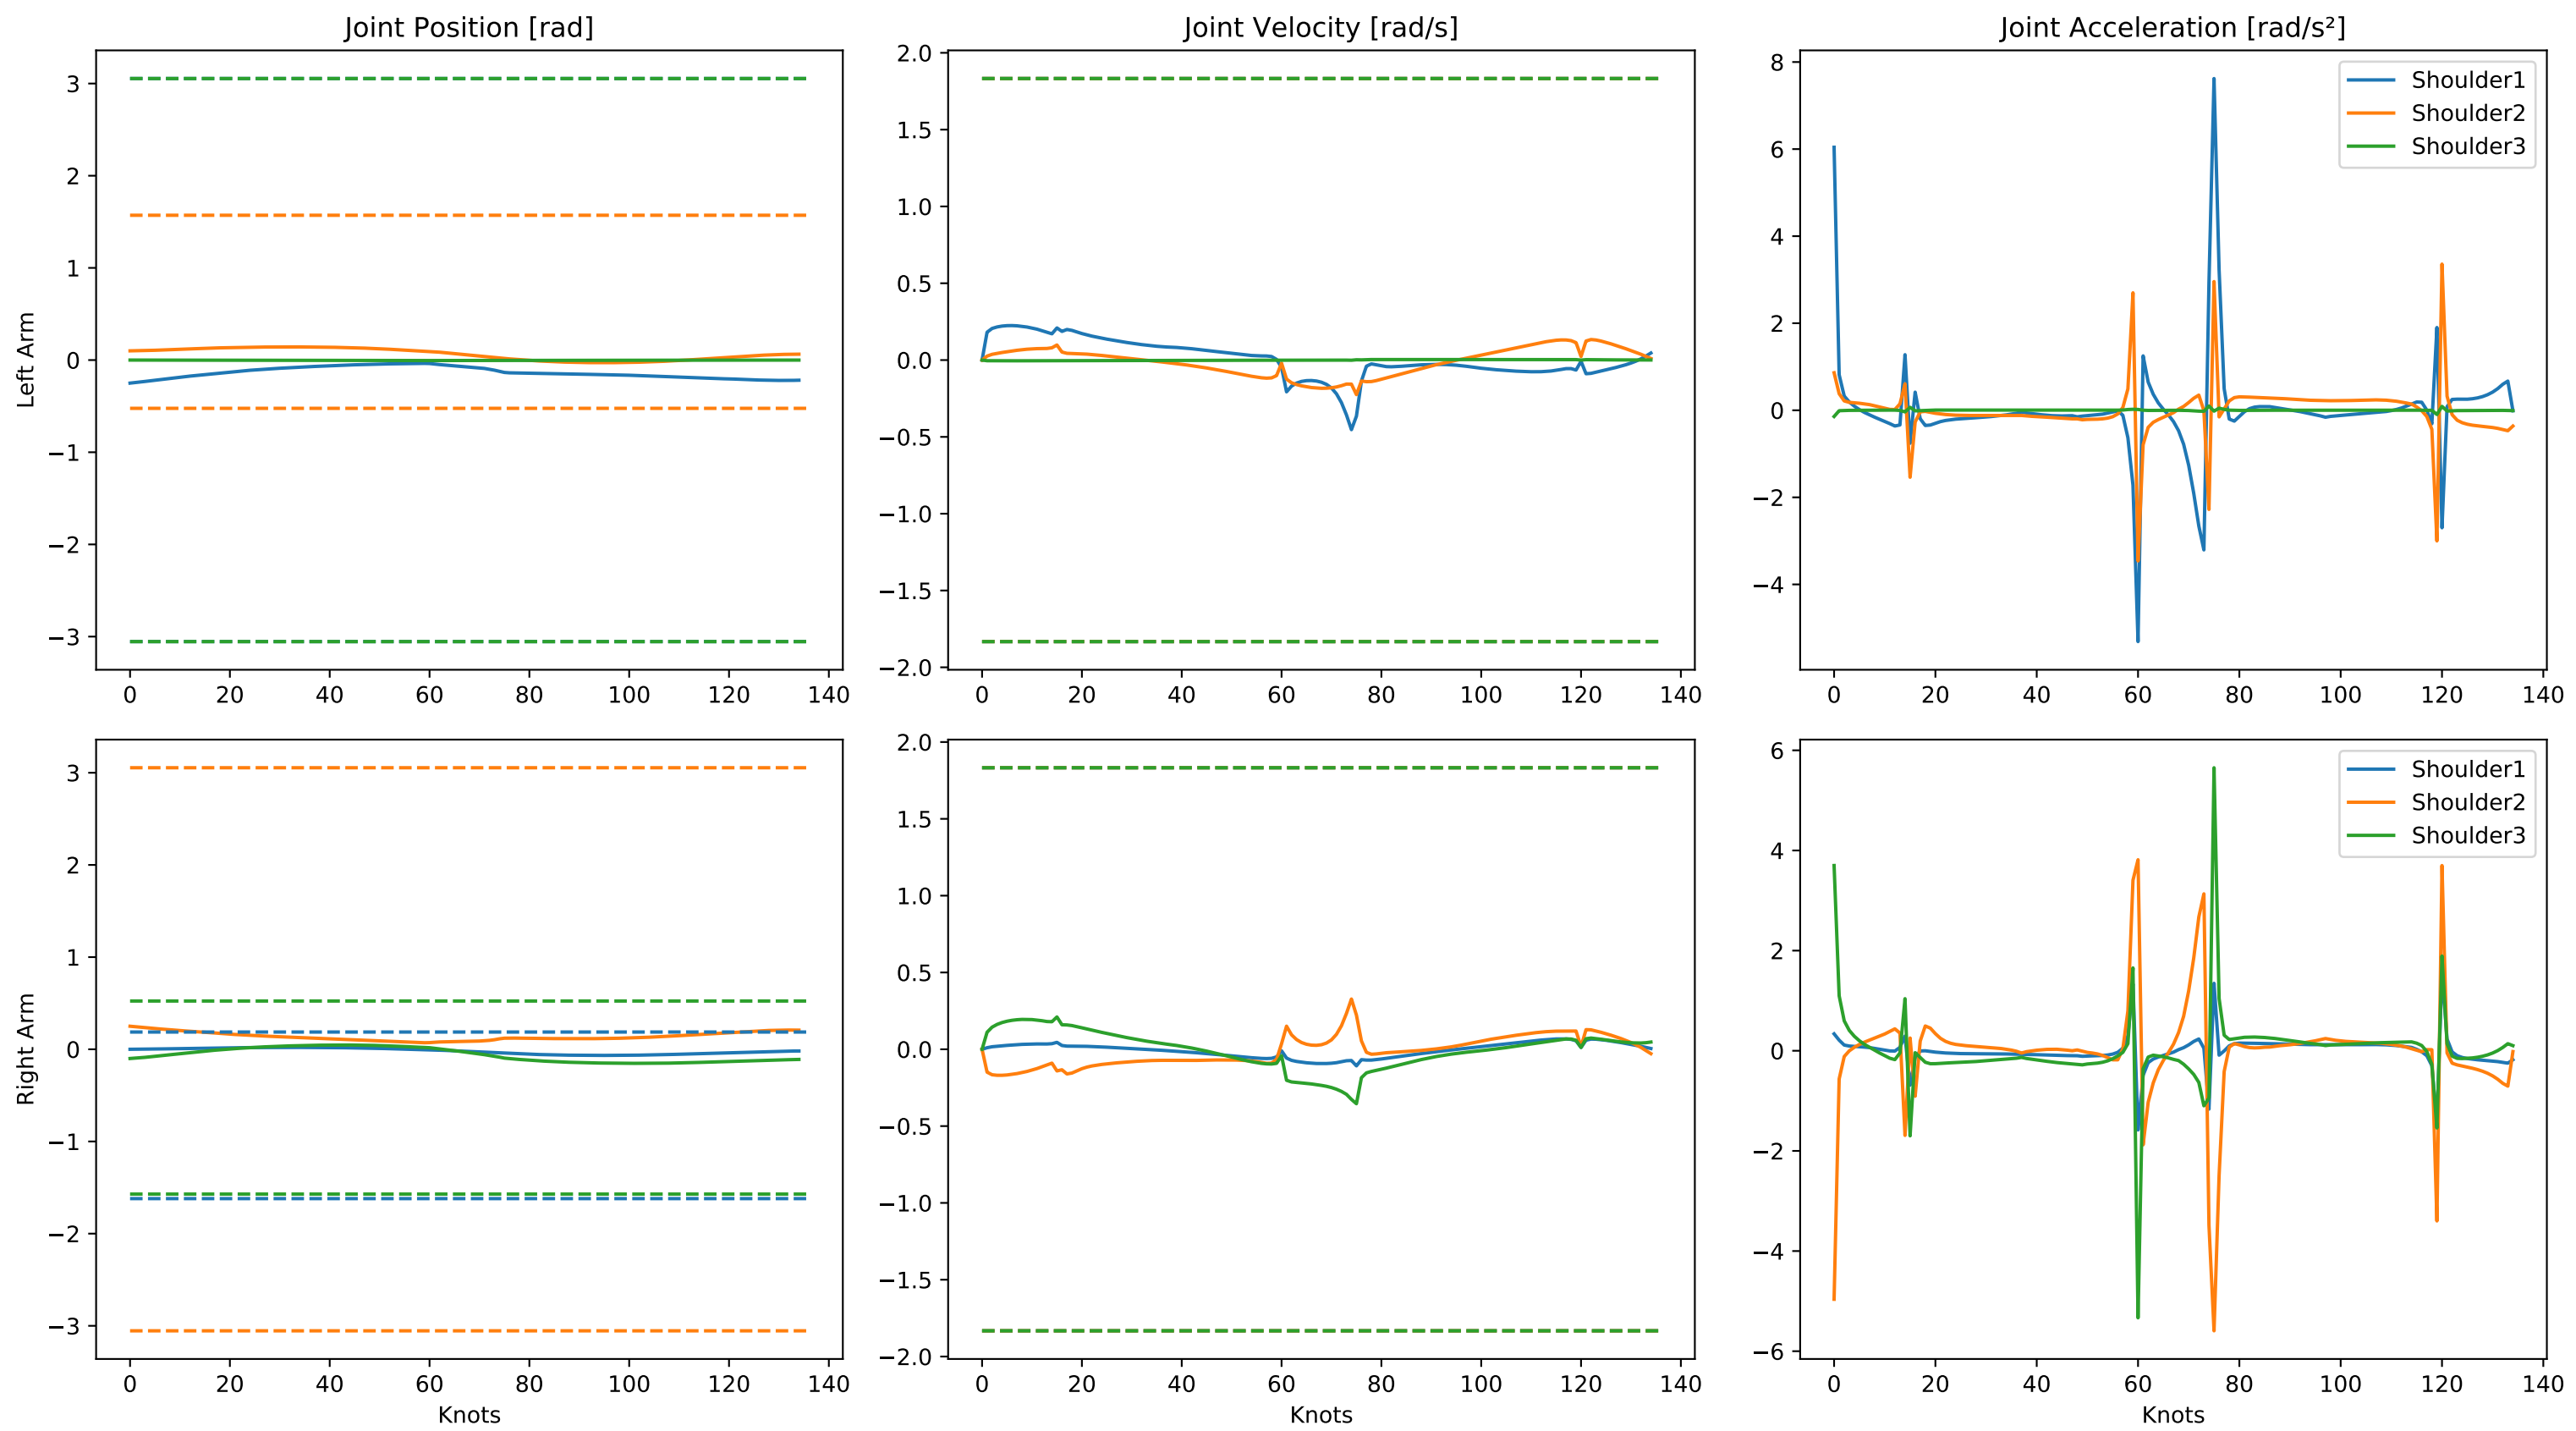 Joint Position [rad]
Joint Velocity [rad/s]
Joint Acceleration [rad/s²]
Left Arm
3
2
1
0
−1
−2
−3
0 20 40 60 80 100 120 140
2.0
1.5
1.0
0.5
0.0
−0.5
−1.0
−1.5
−2.0
0 20 40 60 80 100 120 140
8
6
4
2
0
−2
−4
0 20 40 60 80 100 120 140
Shoulder1
Shoulder2
Shoulder3
Right Arm
3
2
1
0
−1
−2
−3
0 20 40 60 80 100 120 140
Knots
2.0
1.5
1.0
0.5
0.0
−0.5
−1.0
−1.5
−2.0
0 20 40 60 80 100 120 140
Knots
6
4
2
0
−2
−4
−6
0 20 40 60 80 100 120 140
Knots
Shoulder1
Shoulder2
Shoulder3